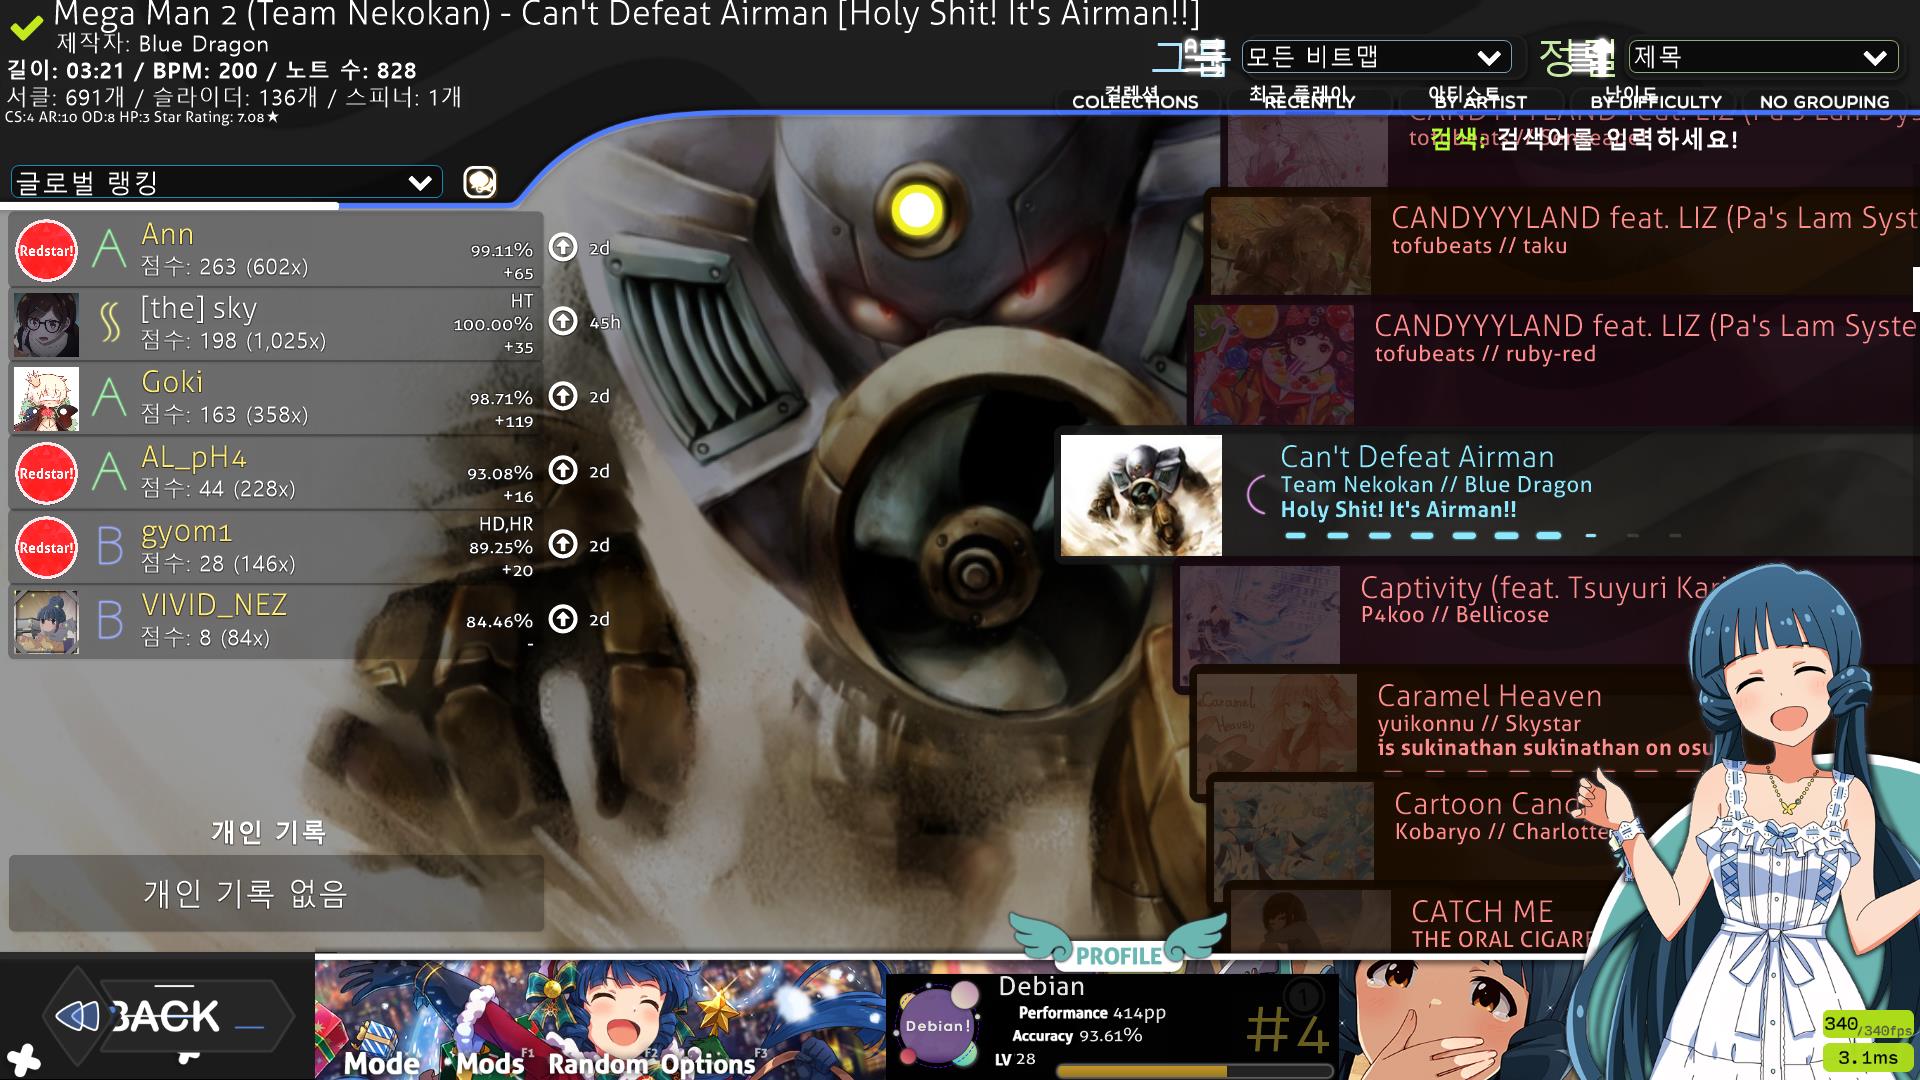 Mega Man 2 (Team Nekokan) - Can't Defeat Airman [Holy Shit! It's Airman!!]
제작자: Blue Dragon
길이: 03:21 / BPM: 200 / 노트 수: 828
서클: 691개 / 슬라이더: 136개 / 스피너: 1개
CS:4 AR:10 OD:8 HP:3 Star Rating: 7.08★
그룹
모든 비트맵
정렬
제목
컬렉션
최근 플레이
아티스트
난이도
COLLECTIONS
RECENTLY
BY ARTIST
BY DIFFICULTY
NO GROUPING
검색: 검색어를 입력하세요!
글로벌 랭킹
Redstar!
A
Ann
점수: 263 (602x)
99.11%
+65
2d
S
[the] sky
점수: 198 (1,025x)
HT
100.00%
+35
45h
A
Goki
점수: 163 (358x)
98.71%
+119
2d
Redstar!
A
AL_pH4
점수: 44 (228x)
93.08%
+16
2d
Redstar!
B
gyom1
점수: 28 (146x)
HD,HR
89.25%
+20
2d
B
VIVID_NEZ
점수: 8 (84x)
84.46%
-
2d
개인 기록
개인 기록 없음
CANDYYYLAND feat. LIZ (Pa's Lam Syst
tofubeats // taku
CANDYYYLAND feat. LIZ (Pa's Lam Syste
tofubeats // ruby-red
Can't Defeat Airman
Team Nekokan // Blue Dragon
Holy Shit! It's Airman!!
Captivity (feat. Tsuyuri Kari
P4koo // Bellicose
Caramel Heaven
yuikonnu // Skystar
is sukinathan sukinathan on osu
Cartoon Canc
Kobaryo // Charlotte
CATCH ME
THE ORAL CIGARE
BACK
Mode
Mods F1
Random F2
Options F3
PROFILE
Debian!
Debian
Performance 414pp
Accuracy 93.61%
LV 28
1
#4
340/340fps
3.1ms